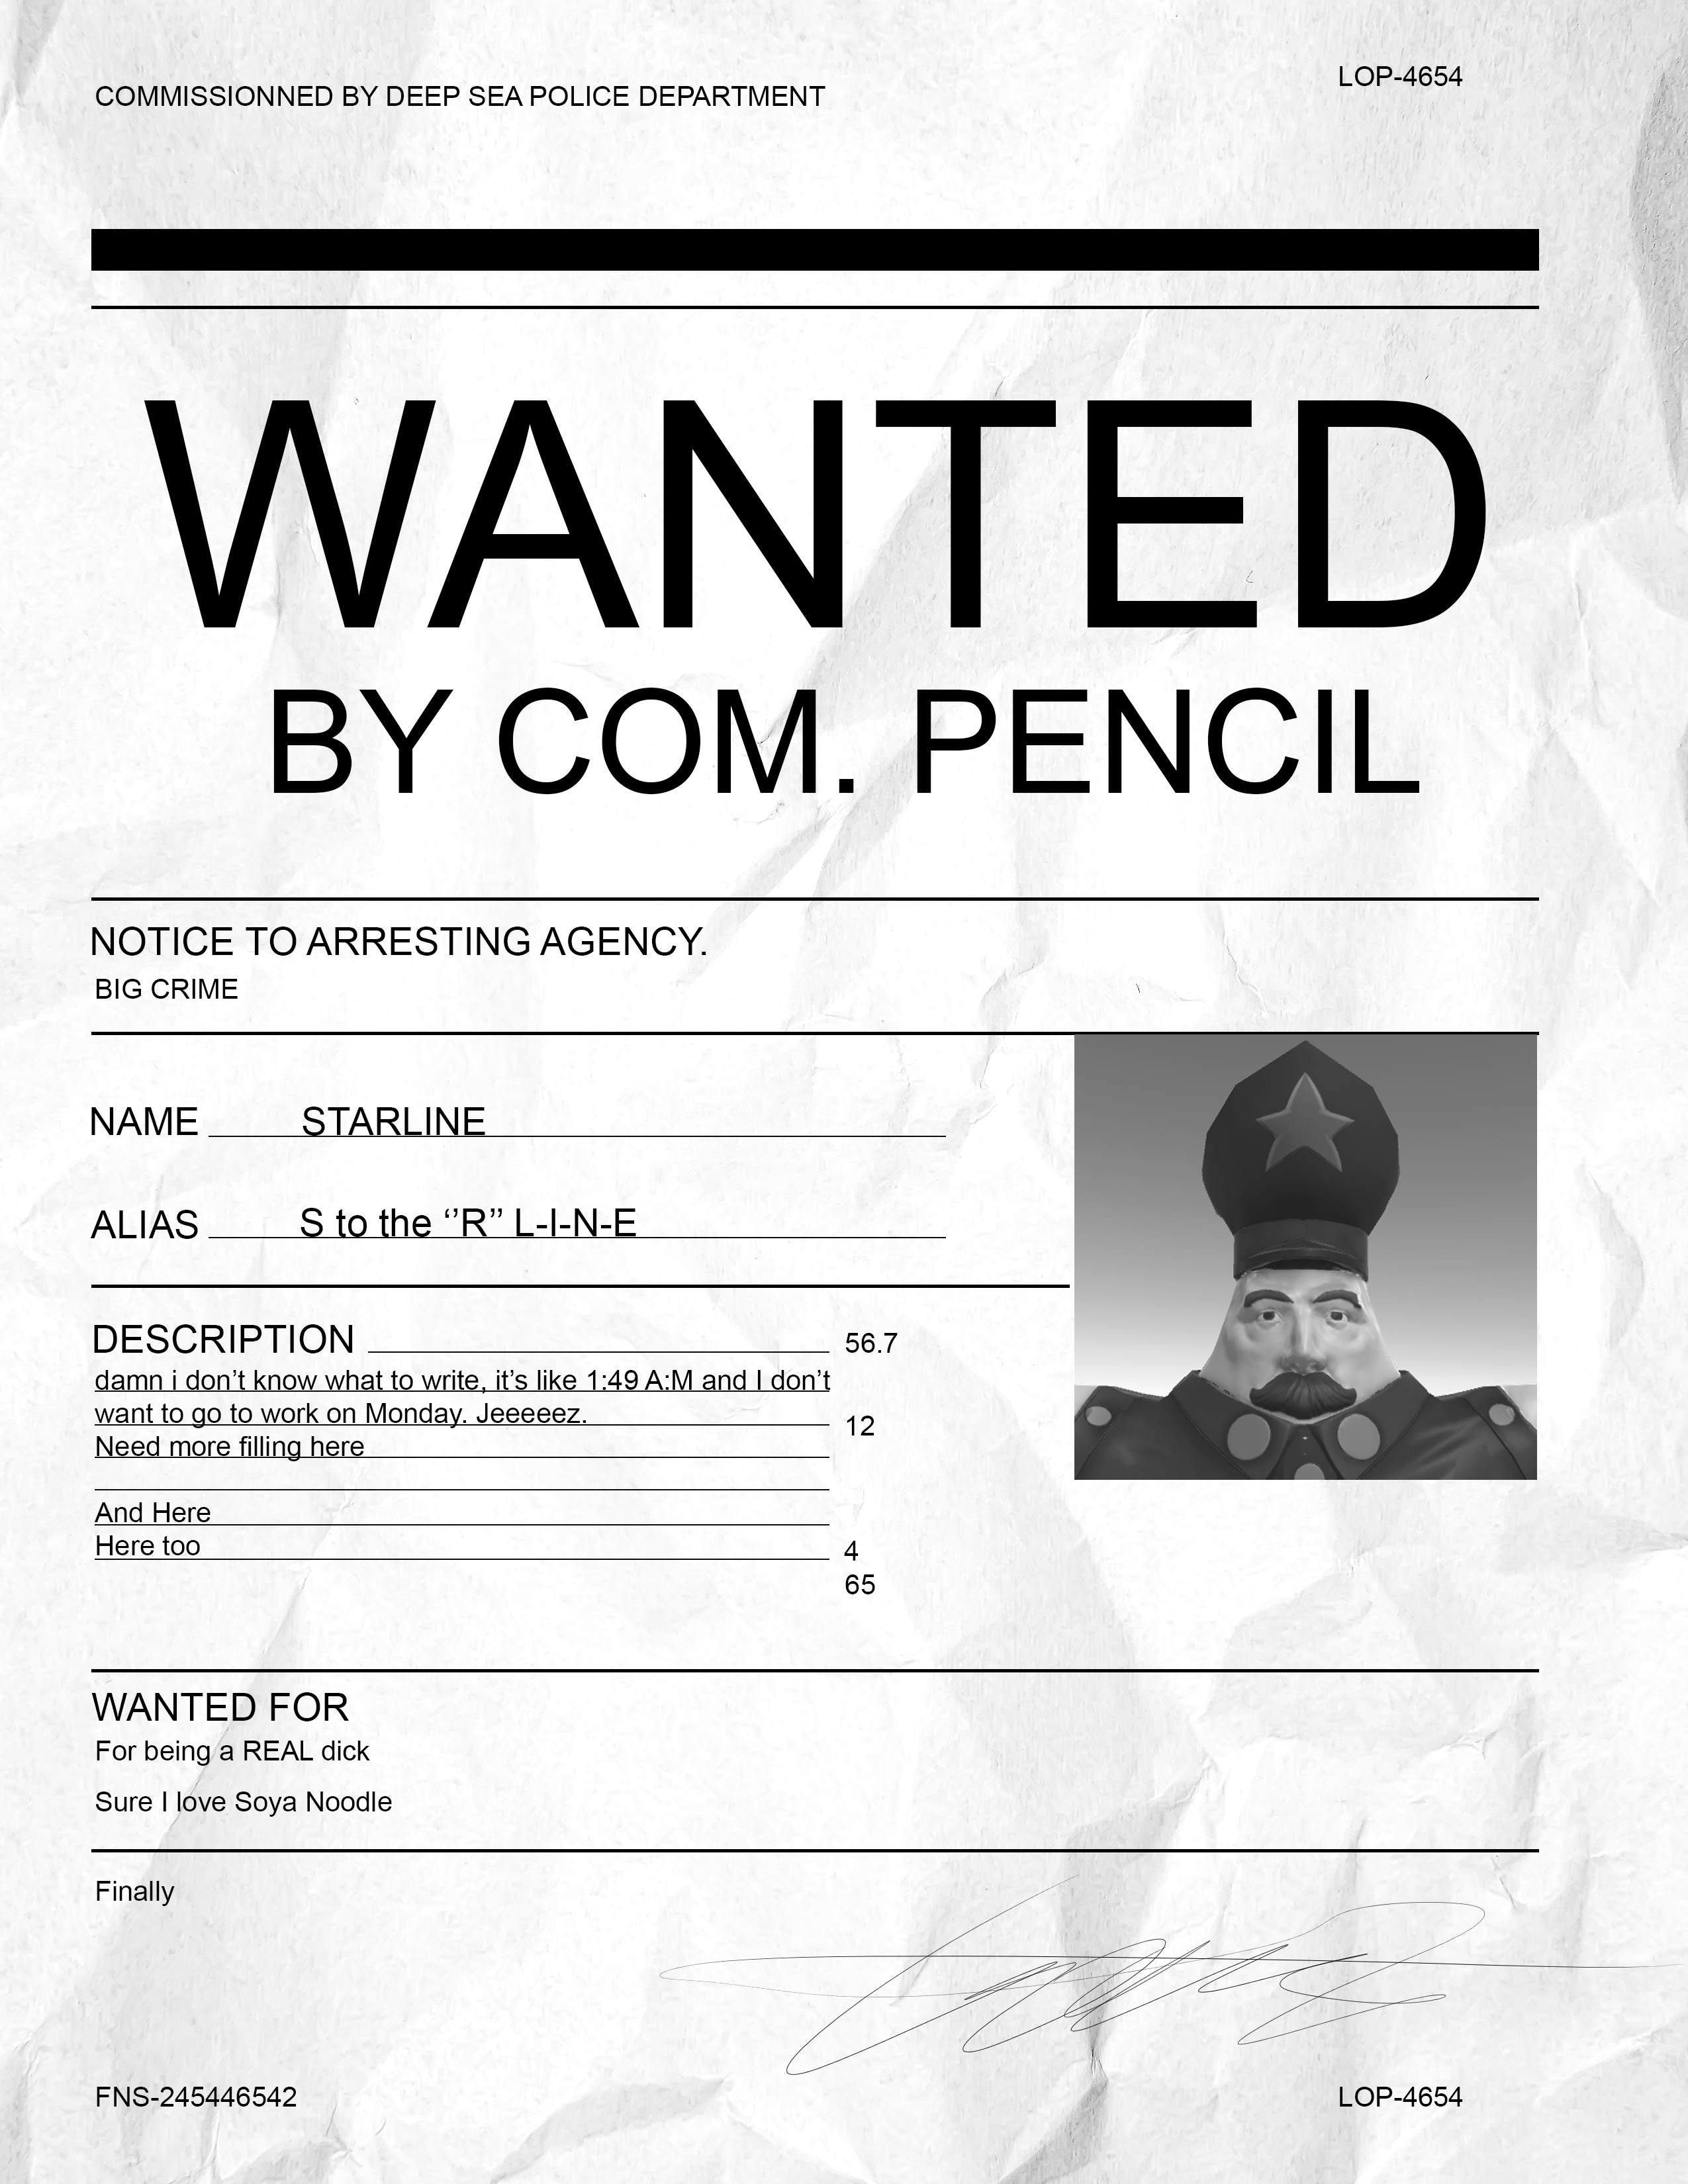 COMMISSIONNED BY DEEP SEA POLICE DEPARTMENT
LOP-4654
WANTED
BY COM. PENCIL
NOTICE TO ARRESTING AGENCY.
BIG CRIME
NAME STARLINE
ALIAS S to the ‘’R’’ L-I-N-E
DESCRIPTION 56.7
damn i don’t know what to write, it’s like 1:49 A:M and I don’t
want to go to work on Monday. Jeeeeez. 12
Need more filling here
And Here
Here too 4
65
WANTED FOR
For being a REAL dick
Sure I love Soya Noodle
Finally
FNS-245446542
LOP-4654